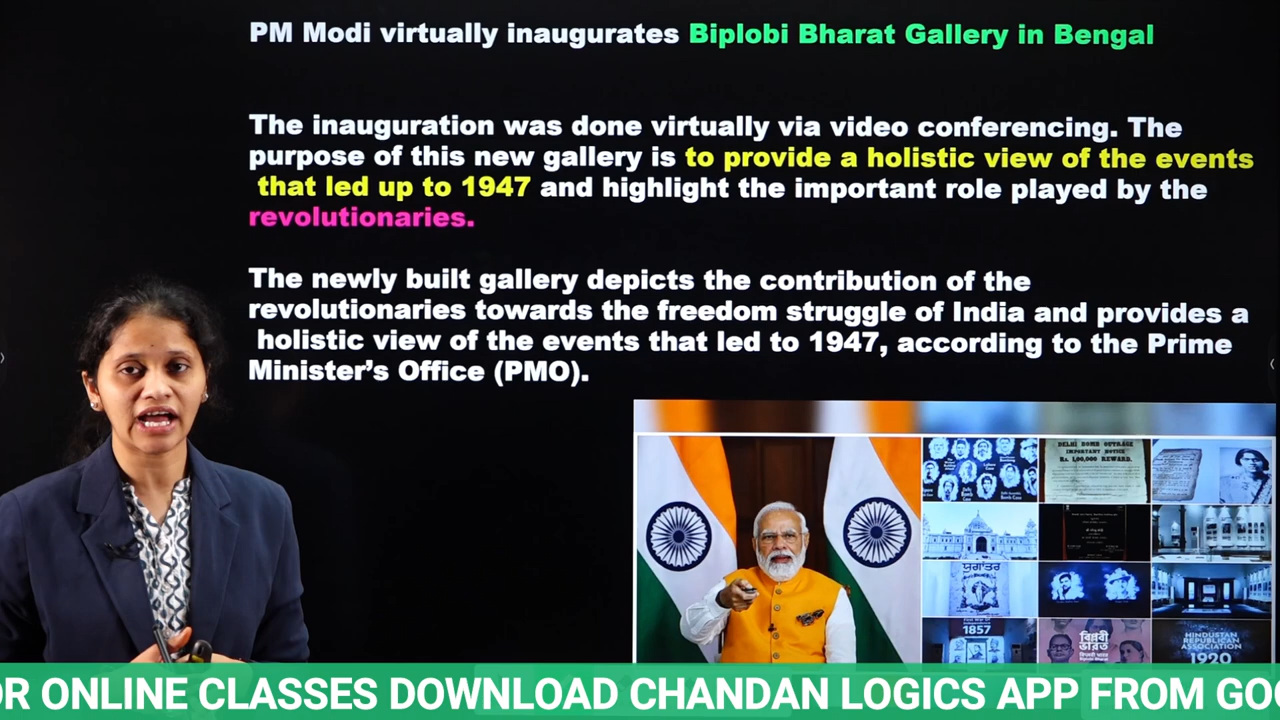 PM Modi virtually inaugurates Biplobi Bharat Gallery in Bengal
The inauguration was done virtually via video conferencing. The
purpose of this new gallery is to provide a holistic view of the events
that led up to 1947 and highlight the important role played by the
revolutionaries.
The newly built gallery depicts the contribution of the
revolutionaries towards the freedom struggle of India and provides a
holistic view of the events that led to 1947, according to the Prime
Minister's Office (PMO).
DELHI BOMB OUTRAGE
IMPORTANT NOTICE
Rs. 1,00,000 REWARD.
যুগান্তর
1857
বিপ্লবী
ভারত
HINDUSTAN
REPUBLICAN
ASSOCIATION
1920
OR ONLINE CLASSES DOWNLOAD CHANDAN LOGICS APP FROM GOO